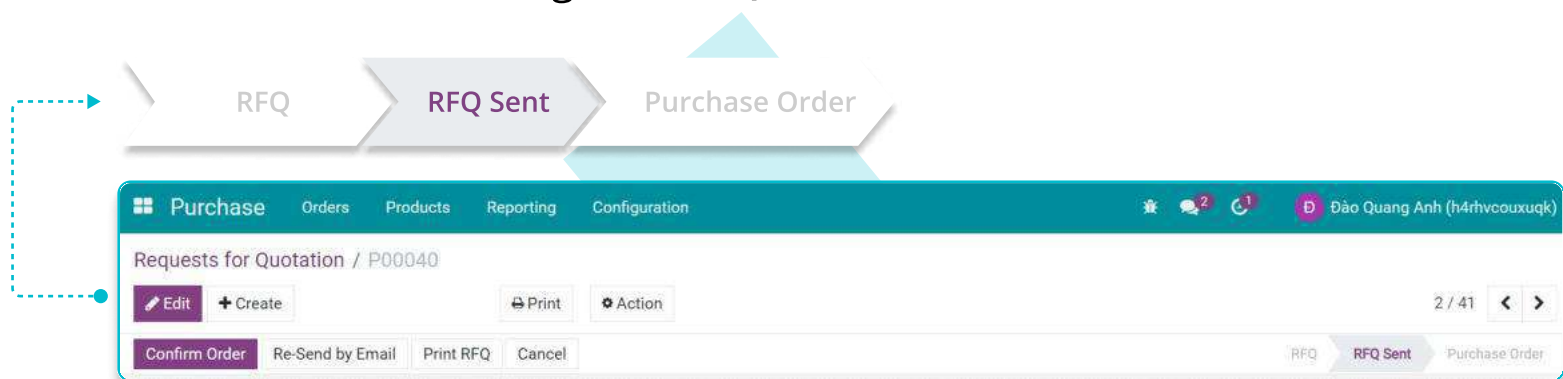 RFQ RFQ Sent Purchase Order
Purchase Orders Products Reporting Configuration 2 1 Đ Đào Quang Anh (h4rhvcouxuqk)
Requests for Quotation / P00040
Edit Create Print Action 2 / 41
Confirm Order Re-Send by Email Print RFQ Cancel RFQ RFQ Sent Purchase Order